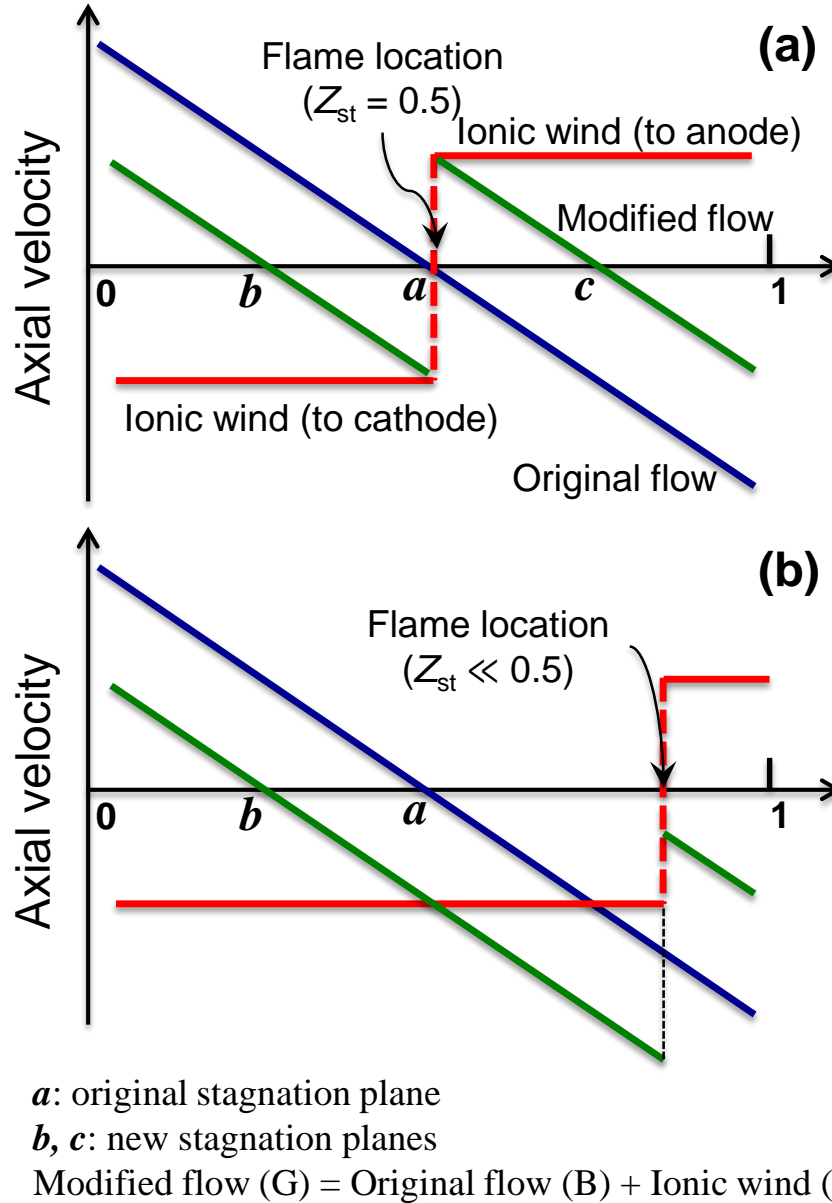 (a)
Flame location
(Zst = 0.5)
Ionic wind (to anode)
Modified flow
Axial velocity
0
b
a
c
1
Ionic wind (to cathode)
Original flow
(b)
Flame location
(Zst ≪ 0.5)
Axial velocity
0
b
a
1
a: original stagnation plane
b, c: new stagnation planes
Modified flow (G) = Original flow (B) + Ionic wind (